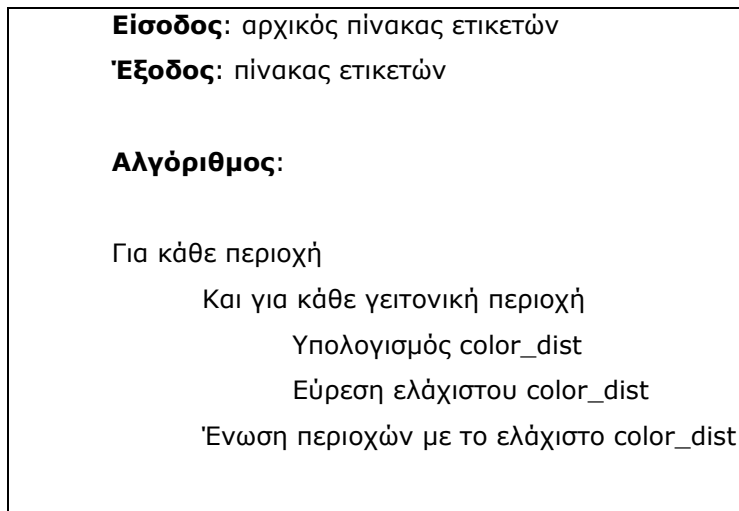 Είσοδος: αρχικός πίνακας ετικετών
Έξοδος: πίνακας ετικετών
Αλγόριθμος:
Για κάθε περιοχή
Και για κάθε γειτονική περιοχή
Υπολογισμός color_dist
Εύρεση ελάχιστου color_dist
Ένωση περιοχών με το ελάχιστο color_dist